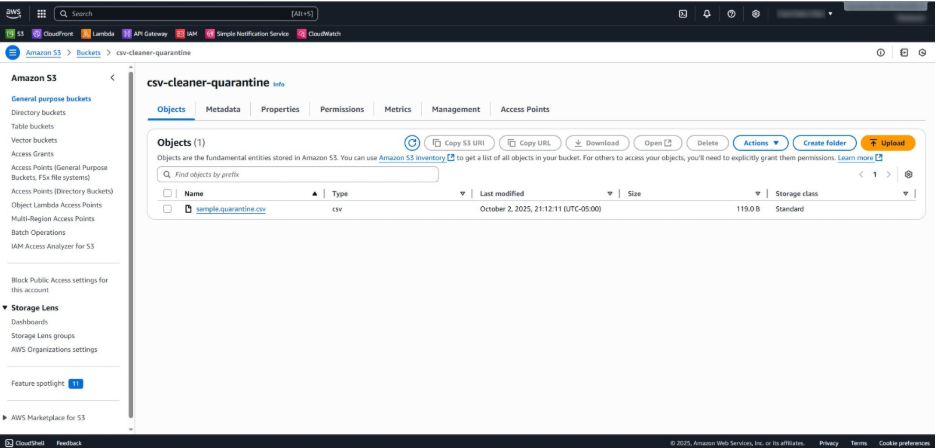 aws Search [Alt+S]
S3 CloudFront Lambda API Gateway IAM Simple Notification Service CloudWatch
Amazon S3 > Buckets > csv-cleaner-quarantine
Amazon S3
General purpose buckets
Directory buckets
Table buckets
Vector buckets
Access Grants
Access Points (General Purpose
Buckets, FSx file systems)
Access Points (Directory Buckets)
Object Lambda Access Points
Multi-Region Access Points
Batch Operations
IAM Access Analyzer for S3
Block Public Access settings for
this account
Storage Lens
Dashboards
Storage Lens groups
AWS Organizations settings
Feature spotlight 11
AWS Marketplace for S3
csv-cleaner-quarantine Info
Objects Metadata Properties Permissions Metrics Management Access Points
Objects (1) Copy S3 URI Copy URL Download Open Delete Actions Create folder Upload
Objects are the fundamental entities stored in Amazon S3. You can use Amazon S3 inventory to get a list of all objects in your bucket. For others to access your objects, you'll need to explicitly grant them permissions. Learn more
Find objects by prefix < 1 >
Name Type Last modified Size Storage class
sample.quarantine.csv csv October 2, 2025, 21:12:11 (UTC-05:00) 119.0 B Standard
CloudShell Feedback © 2025, Amazon Web Services, Inc. or its affiliates. Privacy Terms Cookie preferences